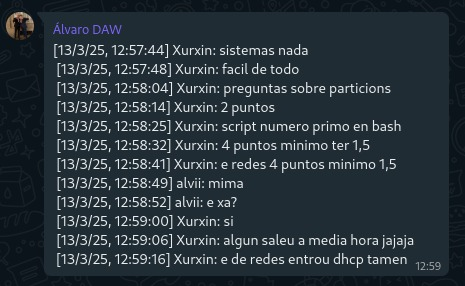 Álvaro DAW
[13/3/25, 12:57:44] Xurxin: sistemas nada
[13/3/25, 12:57:48] Xurxin: facil de todo
[13/3/25, 12:58:04] Xurxin: preguntas sobre particions
[13/3/25, 12:58:14] Xurxin: 2 puntos
[13/3/25, 12:58:25] Xurxin: script numero primo en bash
[13/3/25, 12:58:32] Xurxin: 4 puntos minimo ter 1,5
[13/3/25, 12:58:41] Xurxin: e redes 4 puntos minimo 1,5
[13/3/25, 12:58:49] alvii: mima
[13/3/25, 12:58:52] alvii: e xa?
[13/3/25, 12:59:00] Xurxin: si
[13/3/25, 12:59:06] Xurxin: algun saleu a media hora jajaja
[13/3/25, 12:59:16] Xurxin: e de redes entrou dhcp tamen
12:59